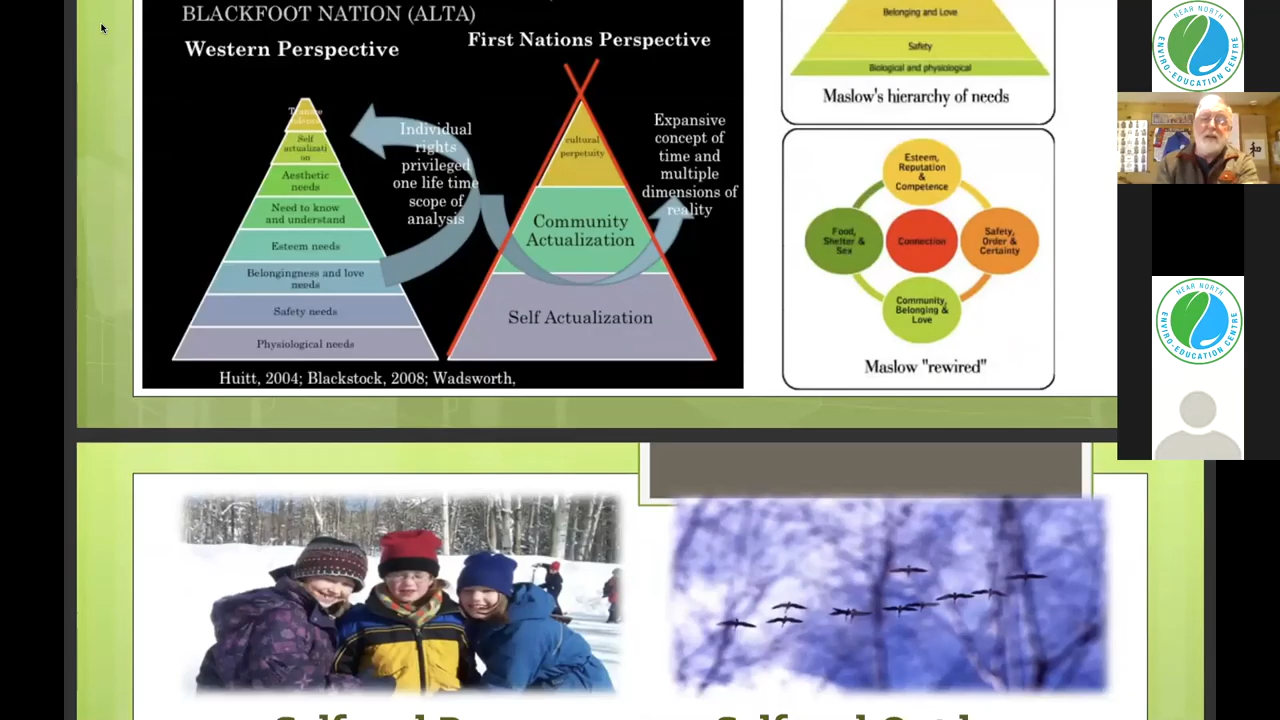 BLACKFOOT NATION (ALTA)
Western Perspective
First Nations Perspective
Self
actualizati
on
Aesthetic
needs
Need to know
and understand
Esteem needs
Belongingness and love
needs
Safety needs
Physiological needs
Individual
rights
privileged
one life time
scope of
analysis
cultural
perpetuity
Community
Actualization
Self Actualization
Expansive
concept of
time and
multiple
dimensions of
reality
Huitt, 2004; Blackstock, 2008; Wadsworth,
Belonging and Love
Safety
Biological and physiological
Maslow's hierarchy of needs
Esteem,
Reputation
&
Competence
Food,
Shelter &
Sex
Connection
Safety,
Order &
Certainty
Community,
Belonging &
Love
Maslow "rewired"
NEAR NORTH
ENVIRO-EDUCATION CENTRE
和
NEAR NORTH
ENVIRO-EDUCATION CENTRE